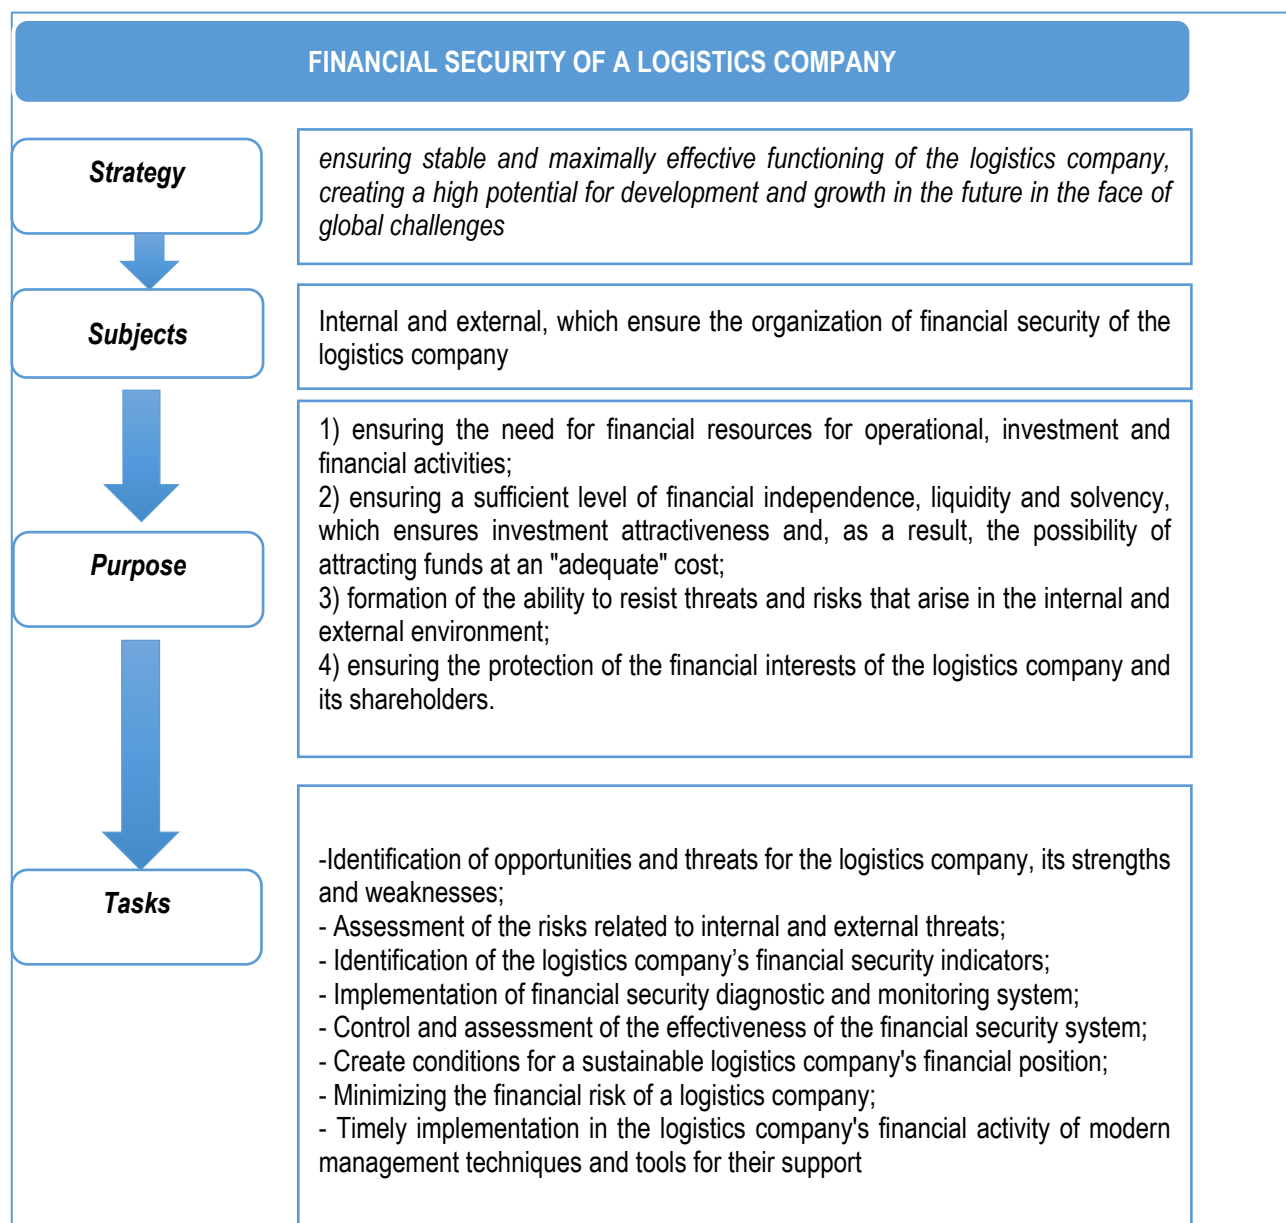 FINANCIAL SECURITY OF A LOGISTICS COMPANY
Strategy
ensuring stable and maximally effective functioning of the logistics company,
creating a high potential for development and growth in the future in the face of
global challenges
Subjects
Internal and external, which ensure the organization of financial security of the
logistics company
Purpose
1) ensuring the need for financial resources for operational, investment and
financial activities;
2) ensuring a sufficient level of financial independence, liquidity and solvency,
which ensures investment attractiveness and, as a result, the possibility of
attracting funds at an "adequate" cost;
3) formation of the ability to resist threats and risks that arise in the internal and
external environment;
4) ensuring the protection of the financial interests of the logistics company and
its shareholders.
Tasks
-Identification of opportunities and threats for the logistics company, its strengths
and weaknesses;
- Assessment of the risks related to internal and external threats;
- Identification of the logistics company’s financial security indicators;
- Implementation of financial security diagnostic and monitoring system;
- Control and assessment of the effectiveness of the financial security system;
- Create conditions for a sustainable logistics company's financial position;
- Minimizing the financial risk of a logistics company;
- Timely implementation in the logistics company's financial activity of modern
management techniques and tools for their support